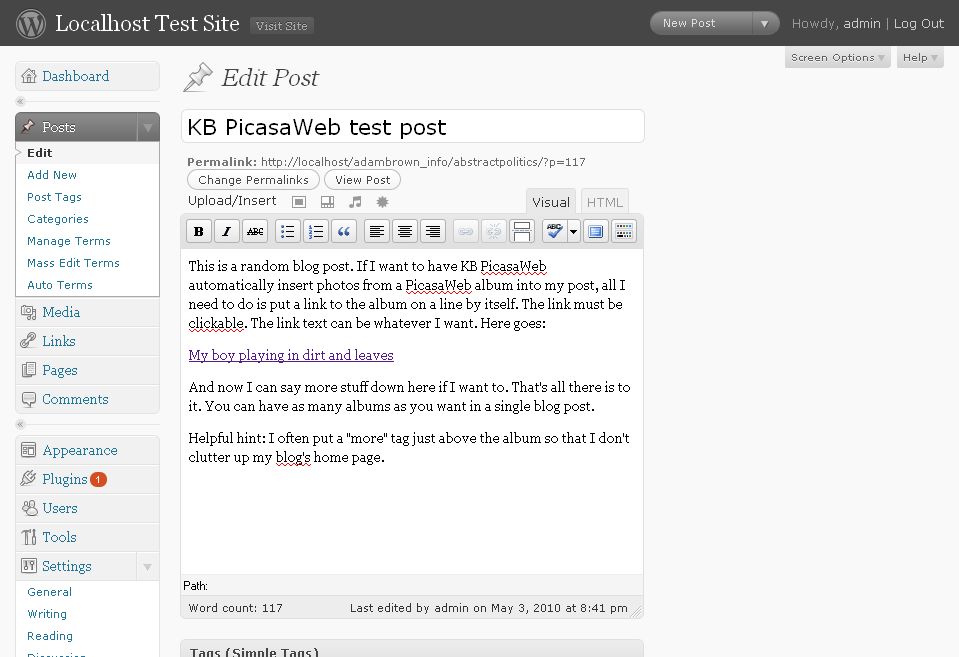 Localhost Test Site Visit Site New Post Howdy, admin | Log Out
Screen Options Help
Dashboard
Posts
Edit
Add New
Post Tags
Categories
Manage Terms
Mass Edit Terms
Auto Terms
Media
Links
Pages
Comments
Appearance
Plugins 1
Users
Tools
Settings
General
Writing
Reading
Discussion
Edit Post
KB PicasaWeb test post
Permalink: http://localhost/adambrown_info/abstractpolitics/?p=117
Change Permalinks View Post
Upload/Insert Visual HTML
B I ABC ABC
This is a random blog post. If I want to have KB PicasaWeb
automatically insert photos from a PicasaWeb album into my post, all I
need to do is put a link to the album on a line by itself. The link must be
clickable. The link text can be whatever I want. Here goes:
My boy playing in dirt and leaves
And now I can say more stuff down here if I want to. That's all there is to
it. You can have as many albums as you want in a single blog post.
Helpful hint: I often put a "more" tag just above the album so that I don't
clutter up my blog's home page.
Path:
Word count: 117 Last edited by admin on May 3, 2010 at 8:41 pm
Tags (Simple Tags)